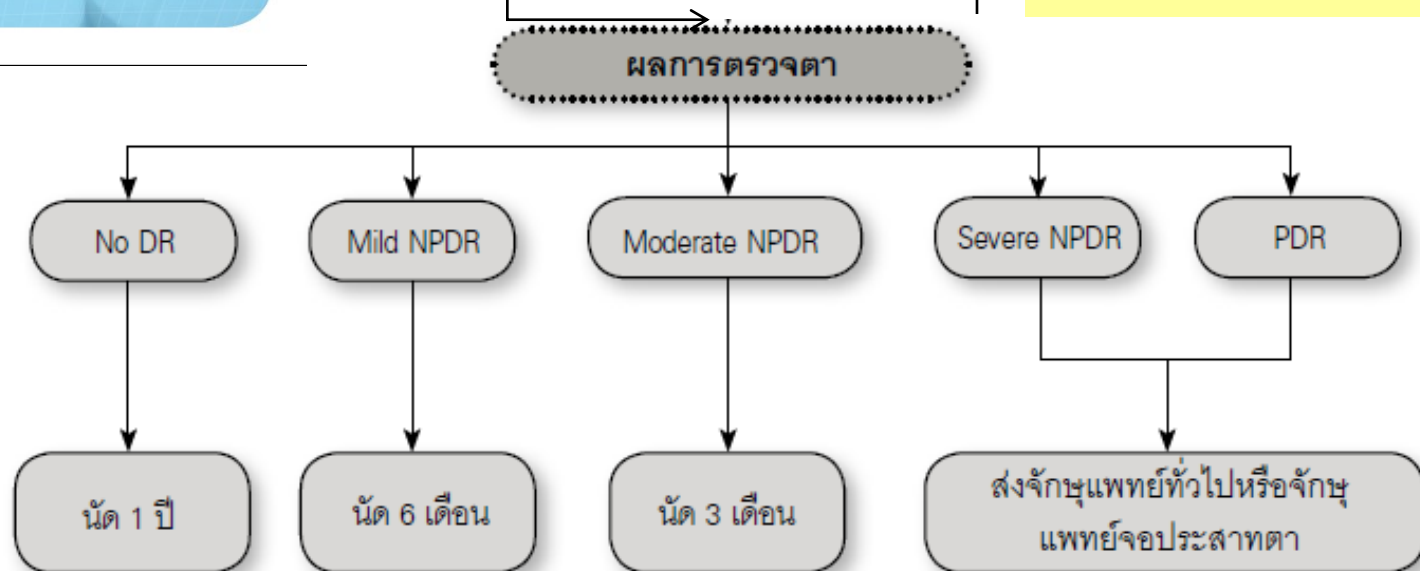 ผลการตรวจตา
No DR
Mild NPDR
Moderate NPDR
Severe NPDR
PDR
นัด 1 ปี
นัด 6 เดือน
นัด 3 เดือน
ส่งจักษุแพทย์ทั่วไปหรือจักษุ
แพทย์จอประสาทตา